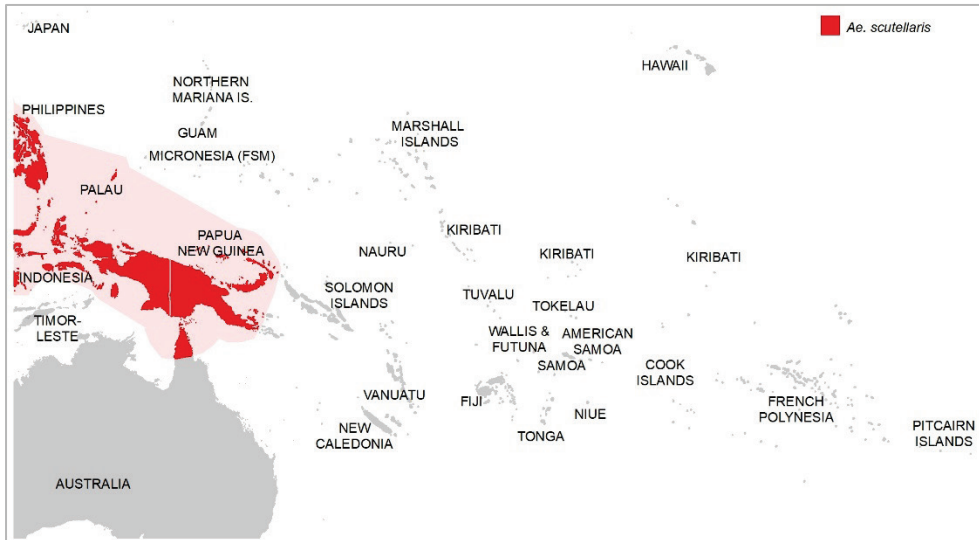 JAPAN
Ae. scutellaris
HAWAII
NORTHERN
MARIANA IS.
PHILIPPINES
GUAM
MARSHALL
ISLANDS
MICRONESIA (FSM)
PALAU
KIRIBATI
PAPUA
NEW GUINEA
NAURU
KIRIBATI
KIRIBATI
INDONESIA
SOLOMON
ISLANDS
TUVALU
TOKELAU
TIMOR-
LESTE
WALLIS &
FUTUNA
AMERICAN
SAMOA
SAMOA
COOK
ISLANDS
VANUATU
FIJI
NIUE
FRENCH
POLYNESIA
NEW
CALEDONIA
TONGA
PITCAIRN
ISLANDS
AUSTRALIA